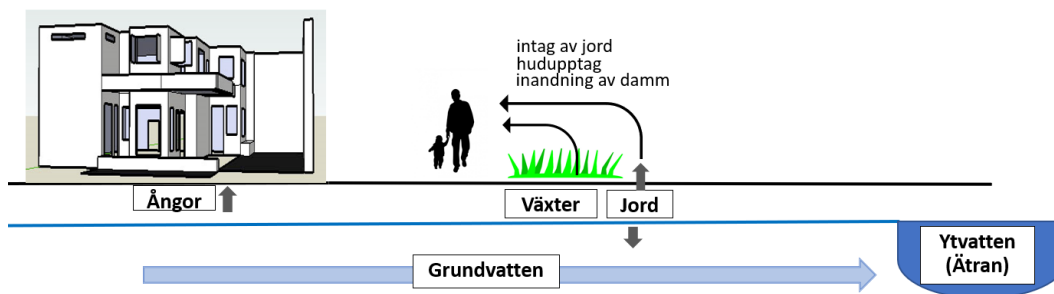 intag av jord
hudupptag
inandning av damm
Ångor
Växter
Jord
Ytvatten
(Ätran)
Grundvatten